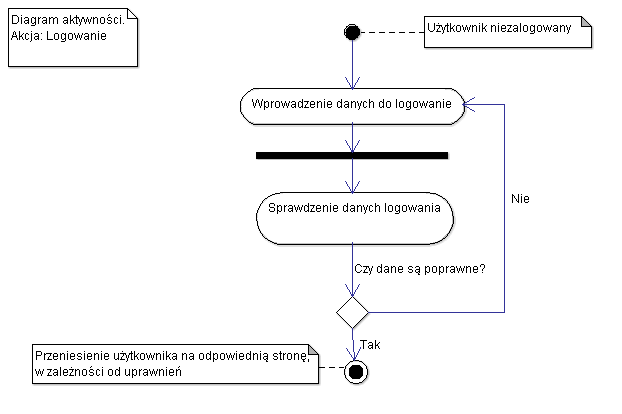 Diagram aktywności.
Akcja: Logowanie
Użytkownik niezalogowany
Wprowadzenie danych do logowanie
Sprawdzenie danych logowania
Nie
Czy dane są poprawne?
Tak
Przeniesienie użytkownika na odpowiednią stronę,
w zależności od uprawnień